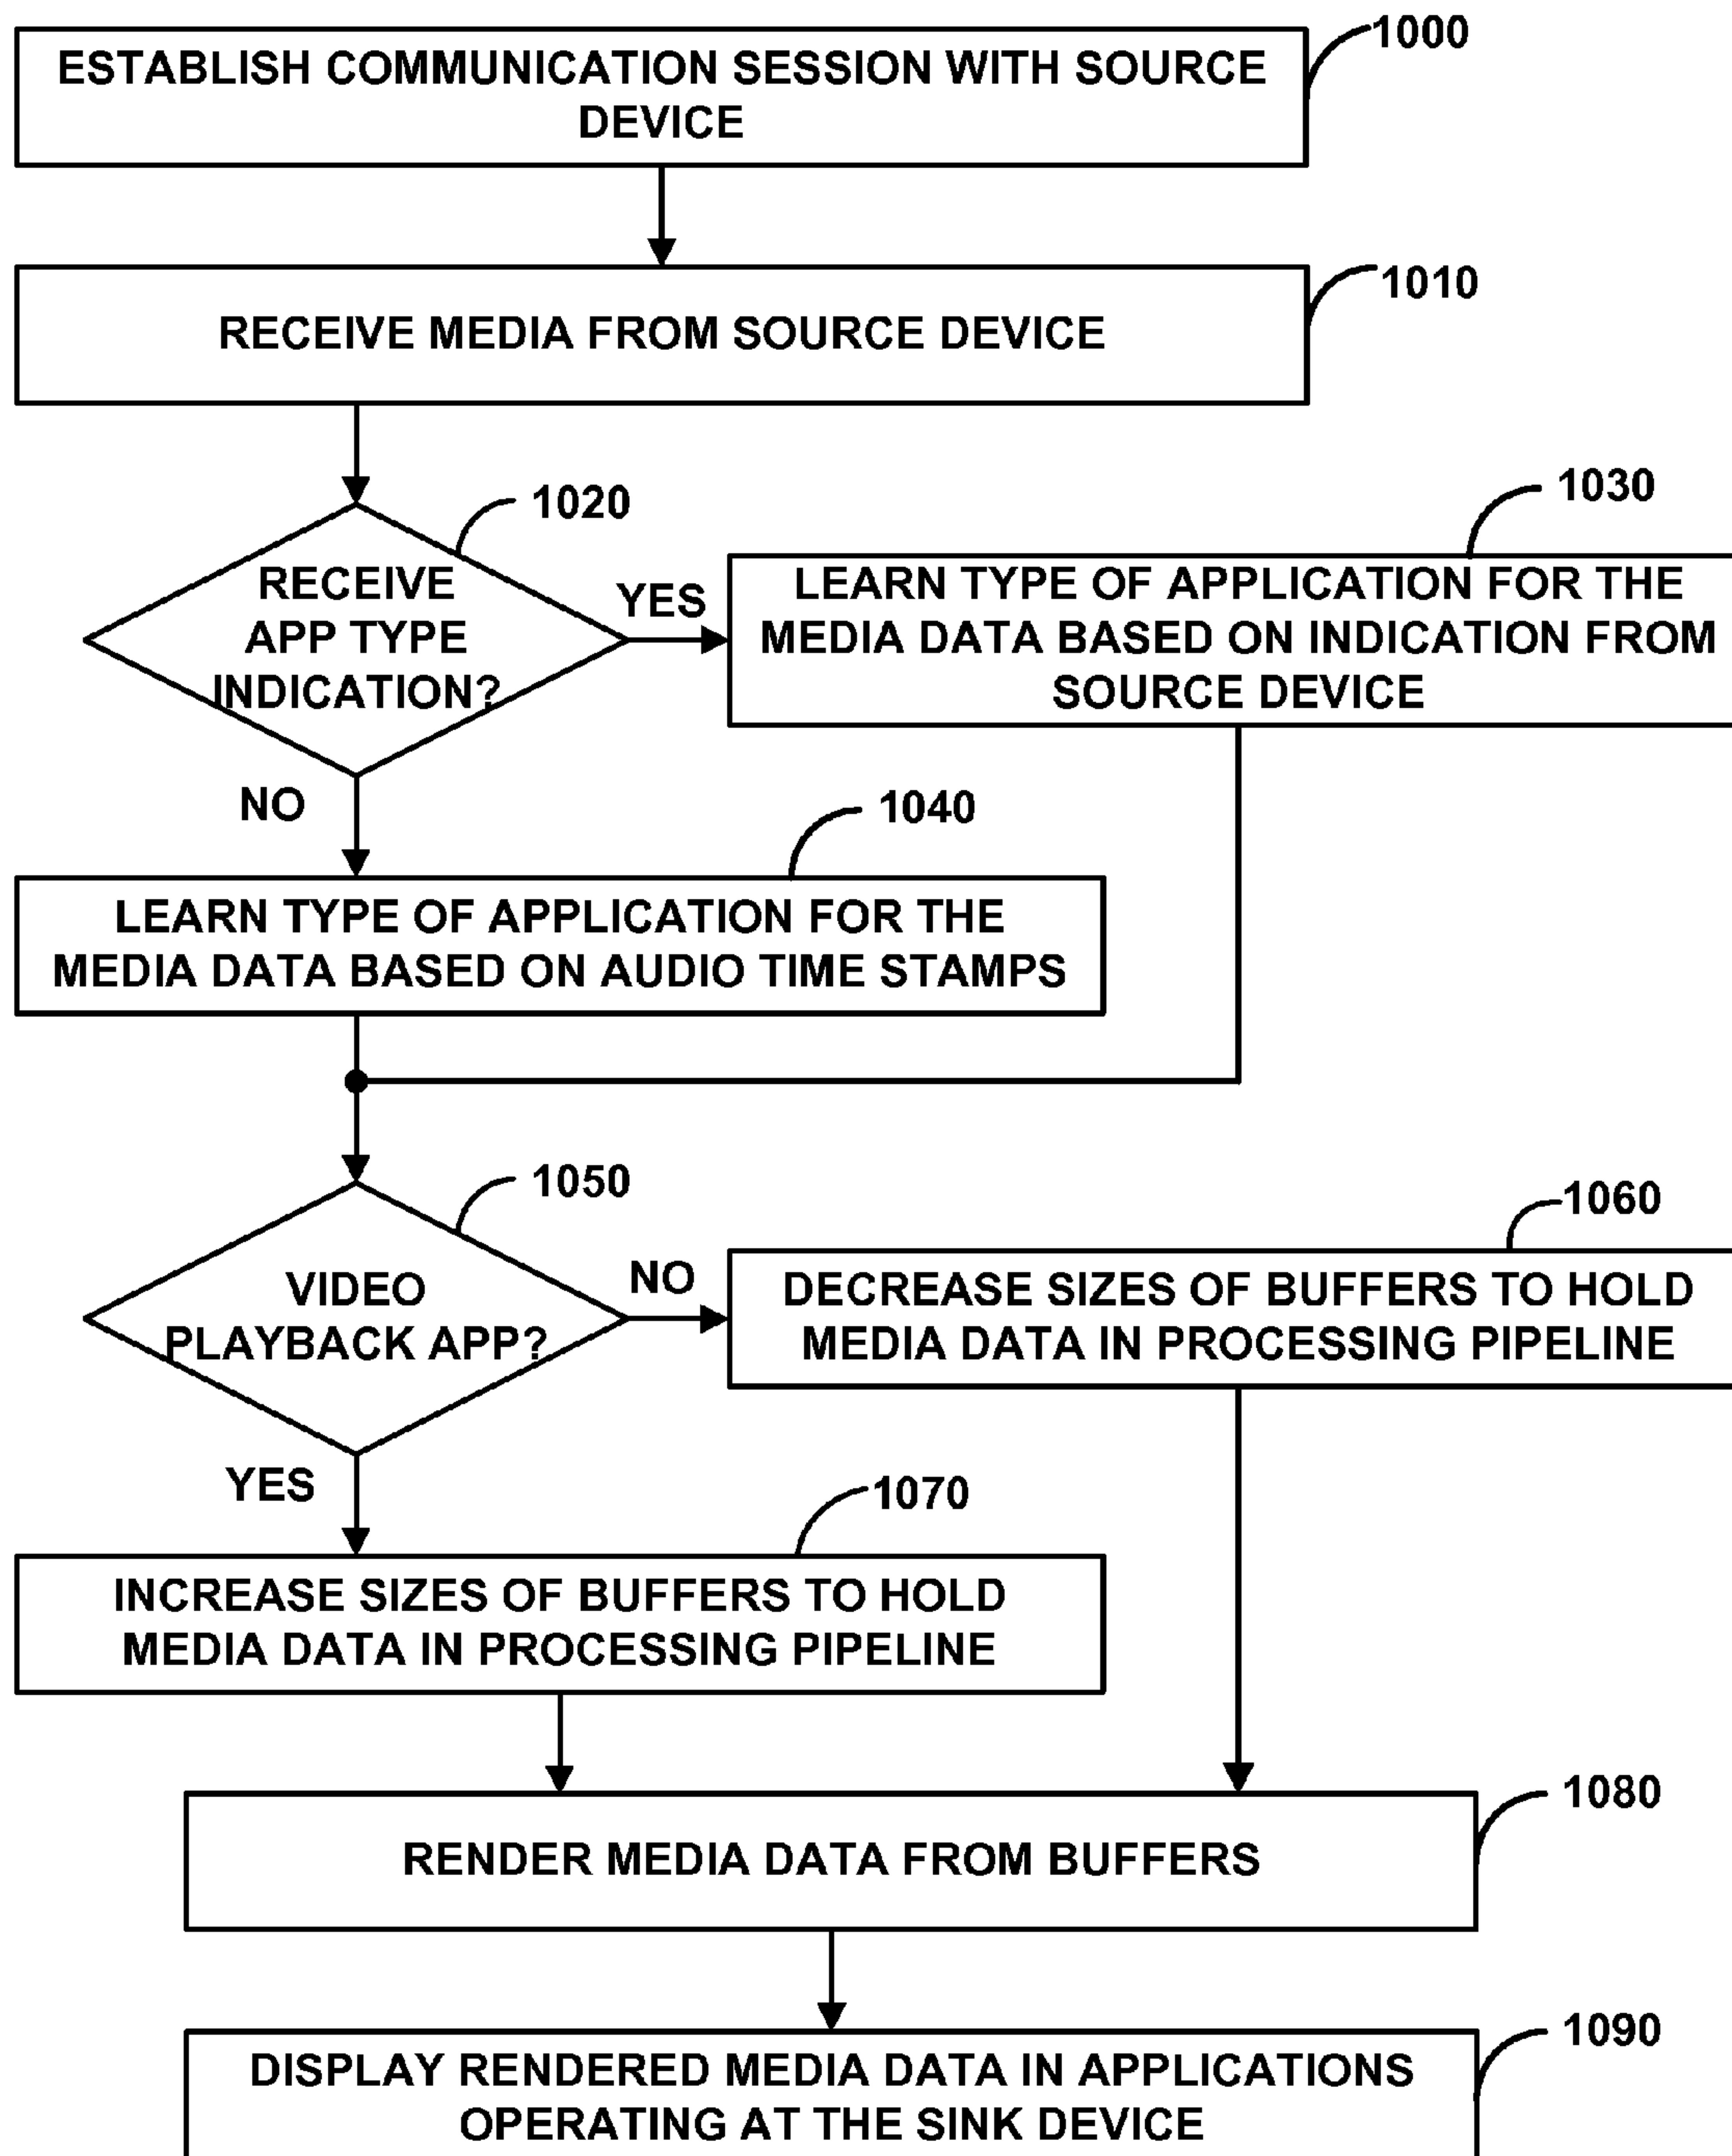 1000
ESTABLISH COMMUNICATION SESSION WITH SOURCE
DEVICE
1010
RECEIVE MEDIA FROM SOURCE DEVICE
1020
RECEIVE
APP TYPE
INDICATION?
YES
1030
LEARN TYPE OF APPLICATION FOR THE
MEDIA DATA BASED ON INDICATION FROM
SOURCE DEVICE
NO
1040
LEARN TYPE OF APPLICATION FOR THE
MEDIA DATA BASED ON AUDIO TIME STAMPS
1050
VIDEO
PLAYBACK APP?
NO
1060
DECREASE SIZES OF BUFFERS TO HOLD
MEDIA DATA IN PROCESSING PIPELINE
YES
1070
INCREASE SIZES OF BUFFERS TO HOLD
MEDIA DATA IN PROCESSING PIPELINE
1080
RENDER MEDIA DATA FROM BUFFERS
1090
DISPLAY RENDERED MEDIA DATA IN APPLICATIONS
OPERATING AT THE SINK DEVICE